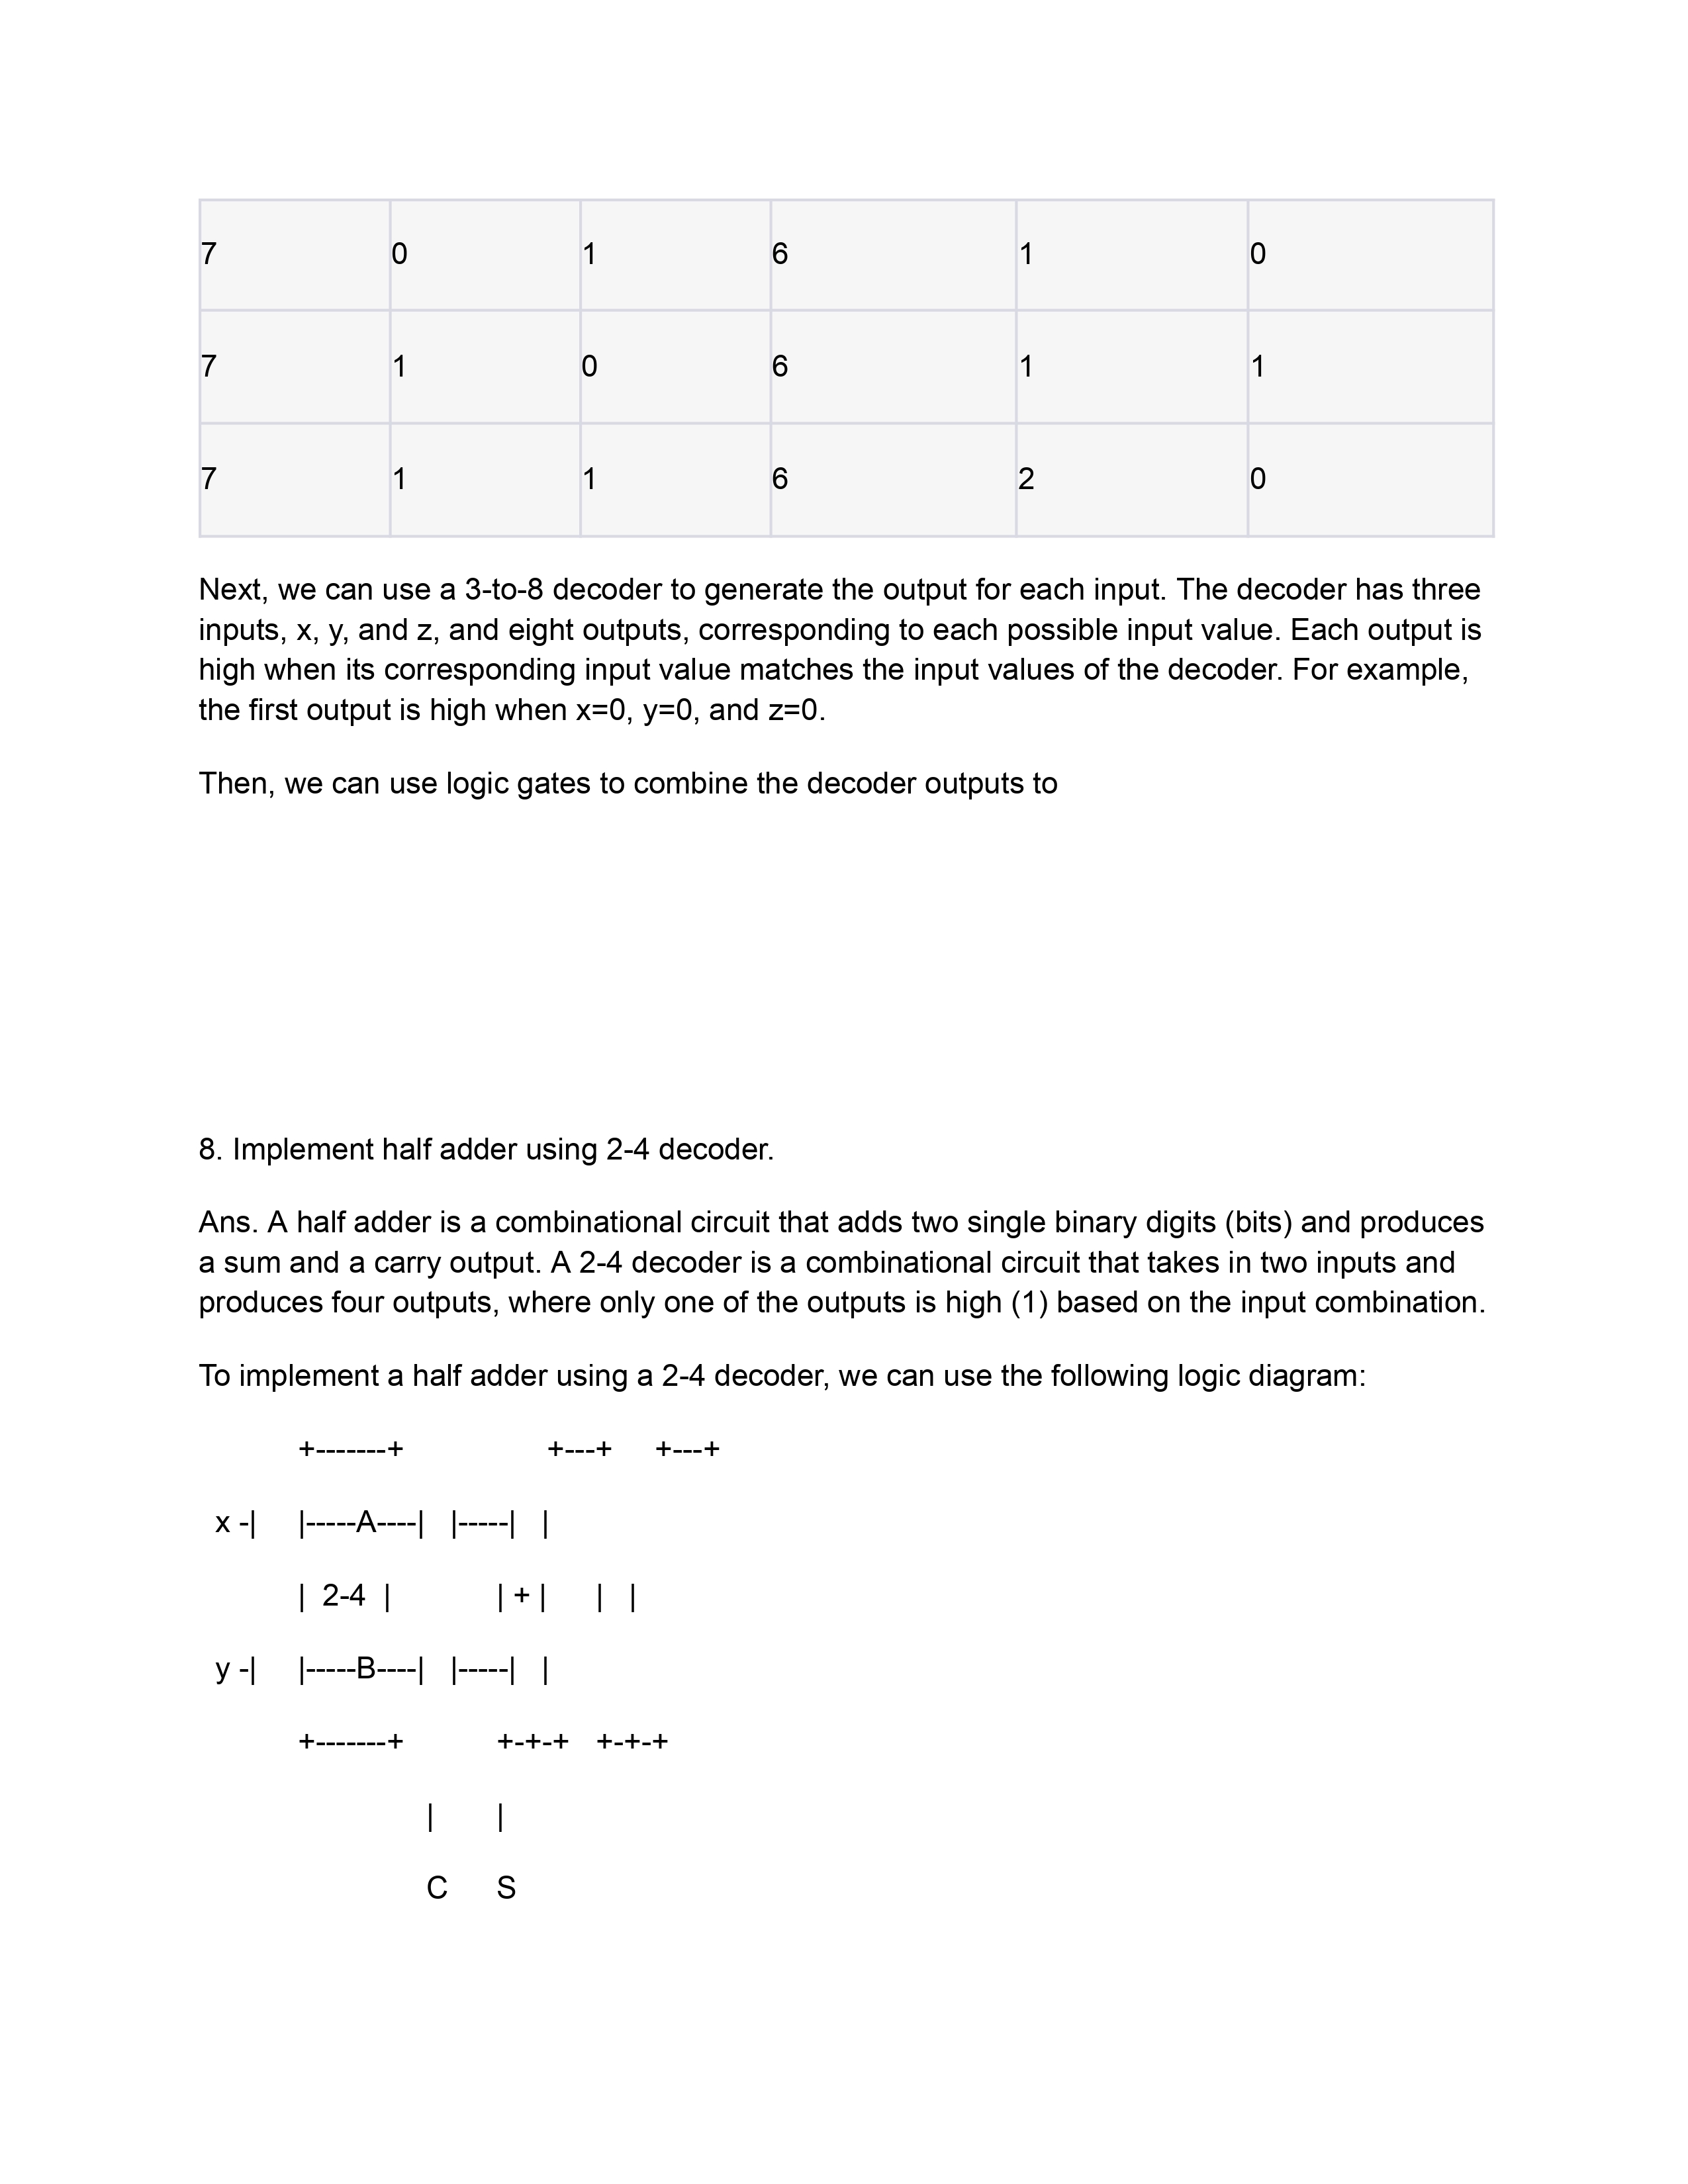 7 0 1 6 1 0
7 1 0 6 1 1
7 1 1 6 2 0
Next, we can use a 3-to-8 decoder to generate the output for each input. The decoder has three
inputs, x, y, and z, and eight outputs, corresponding to each possible input value. Each output is
high when its corresponding input value matches the input values of the decoder. For example,
the first output is high when x=0, y=0, and z=0.
Then, we can use logic gates to combine the decoder outputs to
8. Implement half adder using 2-4 decoder.
Ans. A half adder is a combinational circuit that adds two single binary digits (bits) and produces
a sum and a carry output. A 2-4 decoder is a combinational circuit that takes in two inputs and
produces four outputs, where only one of the outputs is high (1) based on the input combination.
To implement a half adder using a 2-4 decoder, we can use the following logic diagram:
+-------+ +---+ +---+
x -| |-----A----| |-----| |
| 2-4 | | + | | |
y -| |-----B----| |-----| |
+-------+ +-+-+ +-+-+
| |
C S